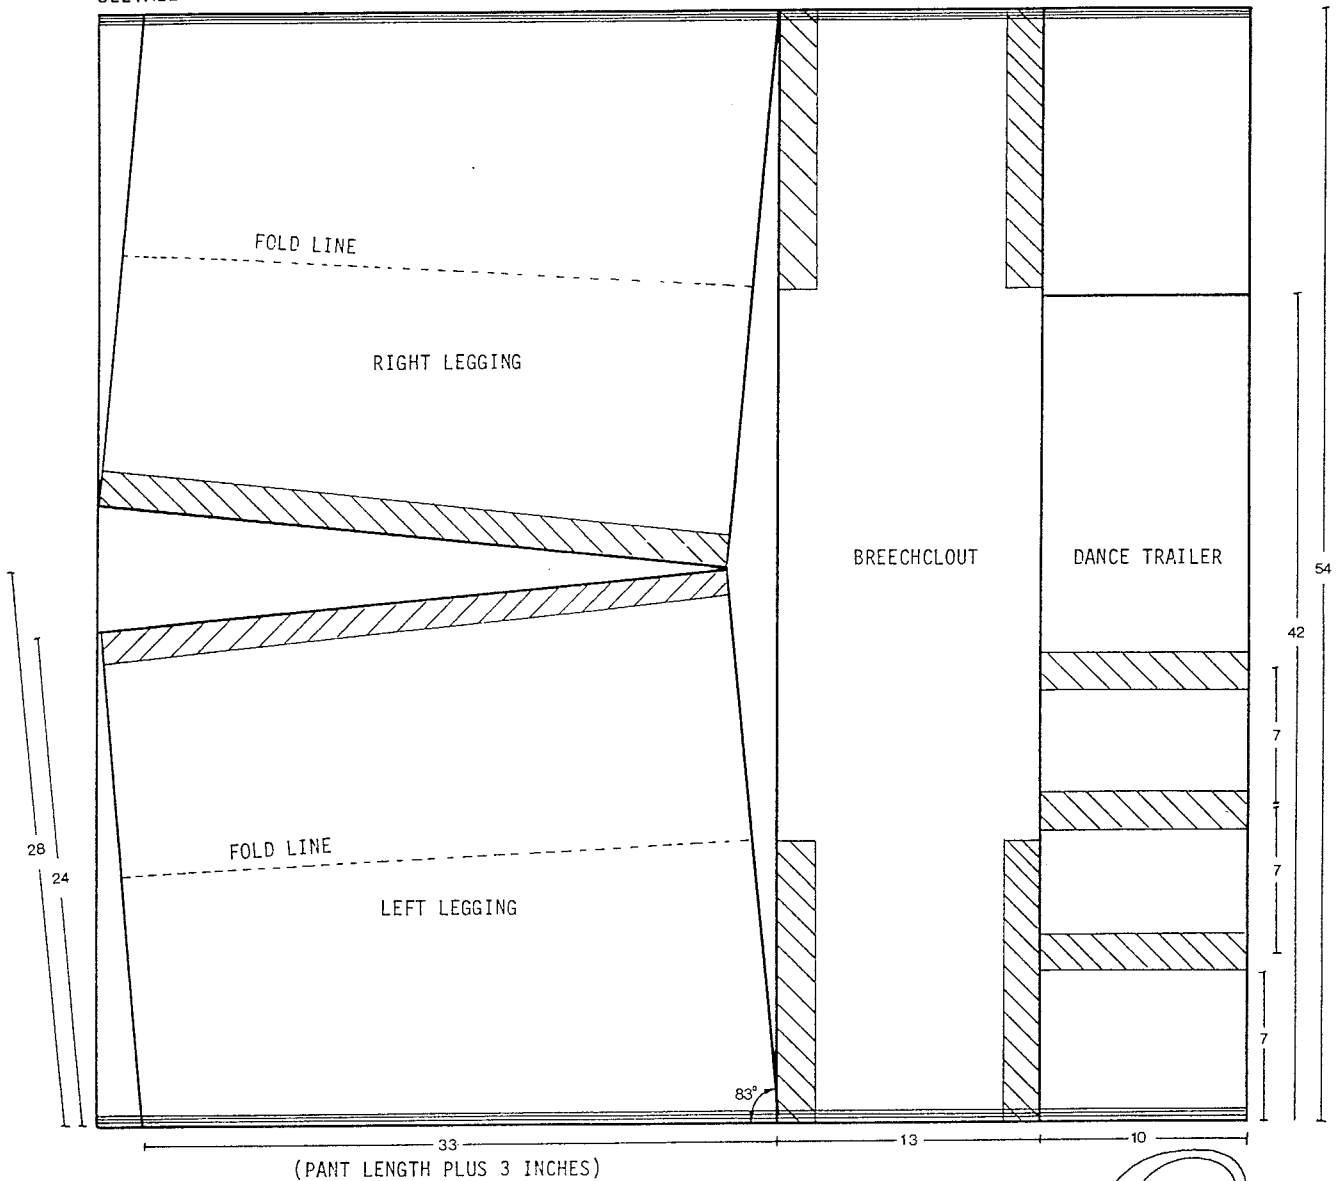 FOLD LINE
RIGHT LEGGING
BREECHCLOUT
DANCE TRAILER
54
42
7
28
FOLD LINE
24
7
LEFT LEGGING
7
83°
33
13
10
(PANT LENGTH PLUS 3 INCHES)